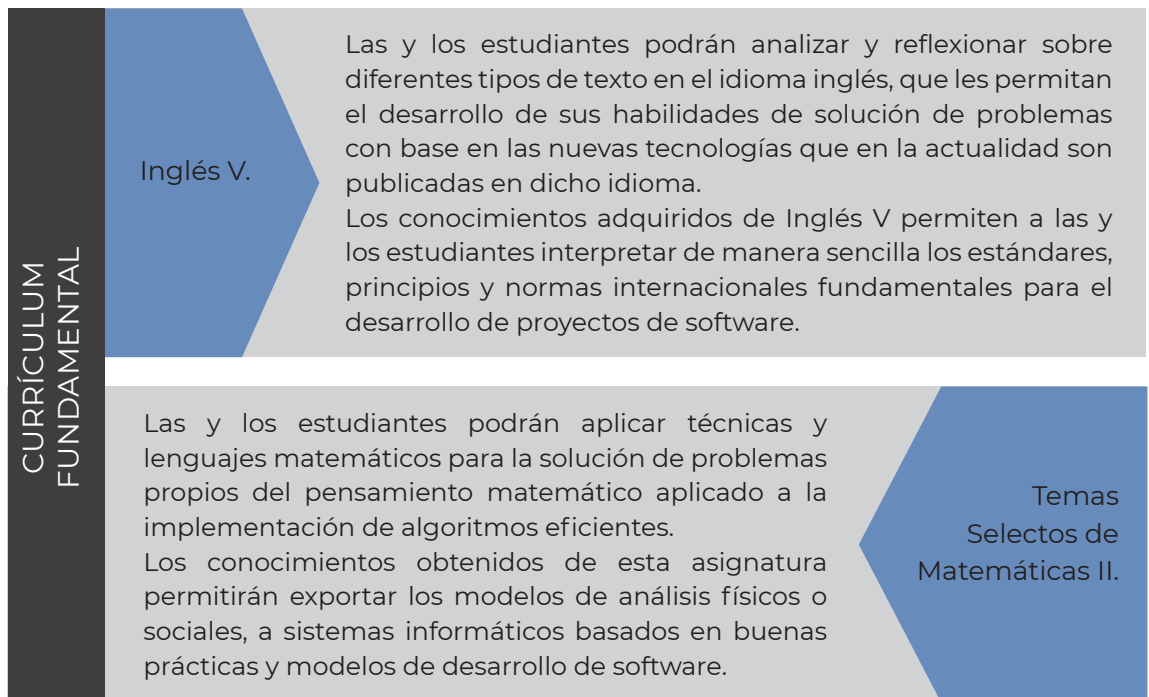 CURRÍCULUM
FUNDAMENTAL
Inglés V.
Las y los estudiantes podrán analizar y reflexionar sobre
diferentes tipos de texto en el idioma inglés, que les permitan
el desarrollo de sus habilidades de solución de problemas
con base en las nuevas tecnologías que en la actualidad son
publicadas en dicho idioma.
Los conocimientos adquiridos de Inglés V permiten a las y
los estudiantes interpretar de manera sencilla los estándares,
principios y normas internacionales fundamentales para el
desarrollo de proyectos de software.
Las y los estudiantes podrán aplicar técnicas y
lenguajes matemáticos para la solución de problemas
propios del pensamiento matemático aplicado a la
implementación de algoritmos eficientes.
Los conocimientos obtenidos de esta asignatura
permitirán exportar los modelos de análisis físicos o
sociales, a sistemas informáticos basados en buenas
prácticas y modelos de desarrollo de software.
Temas
Selectos de
Matemáticas II.